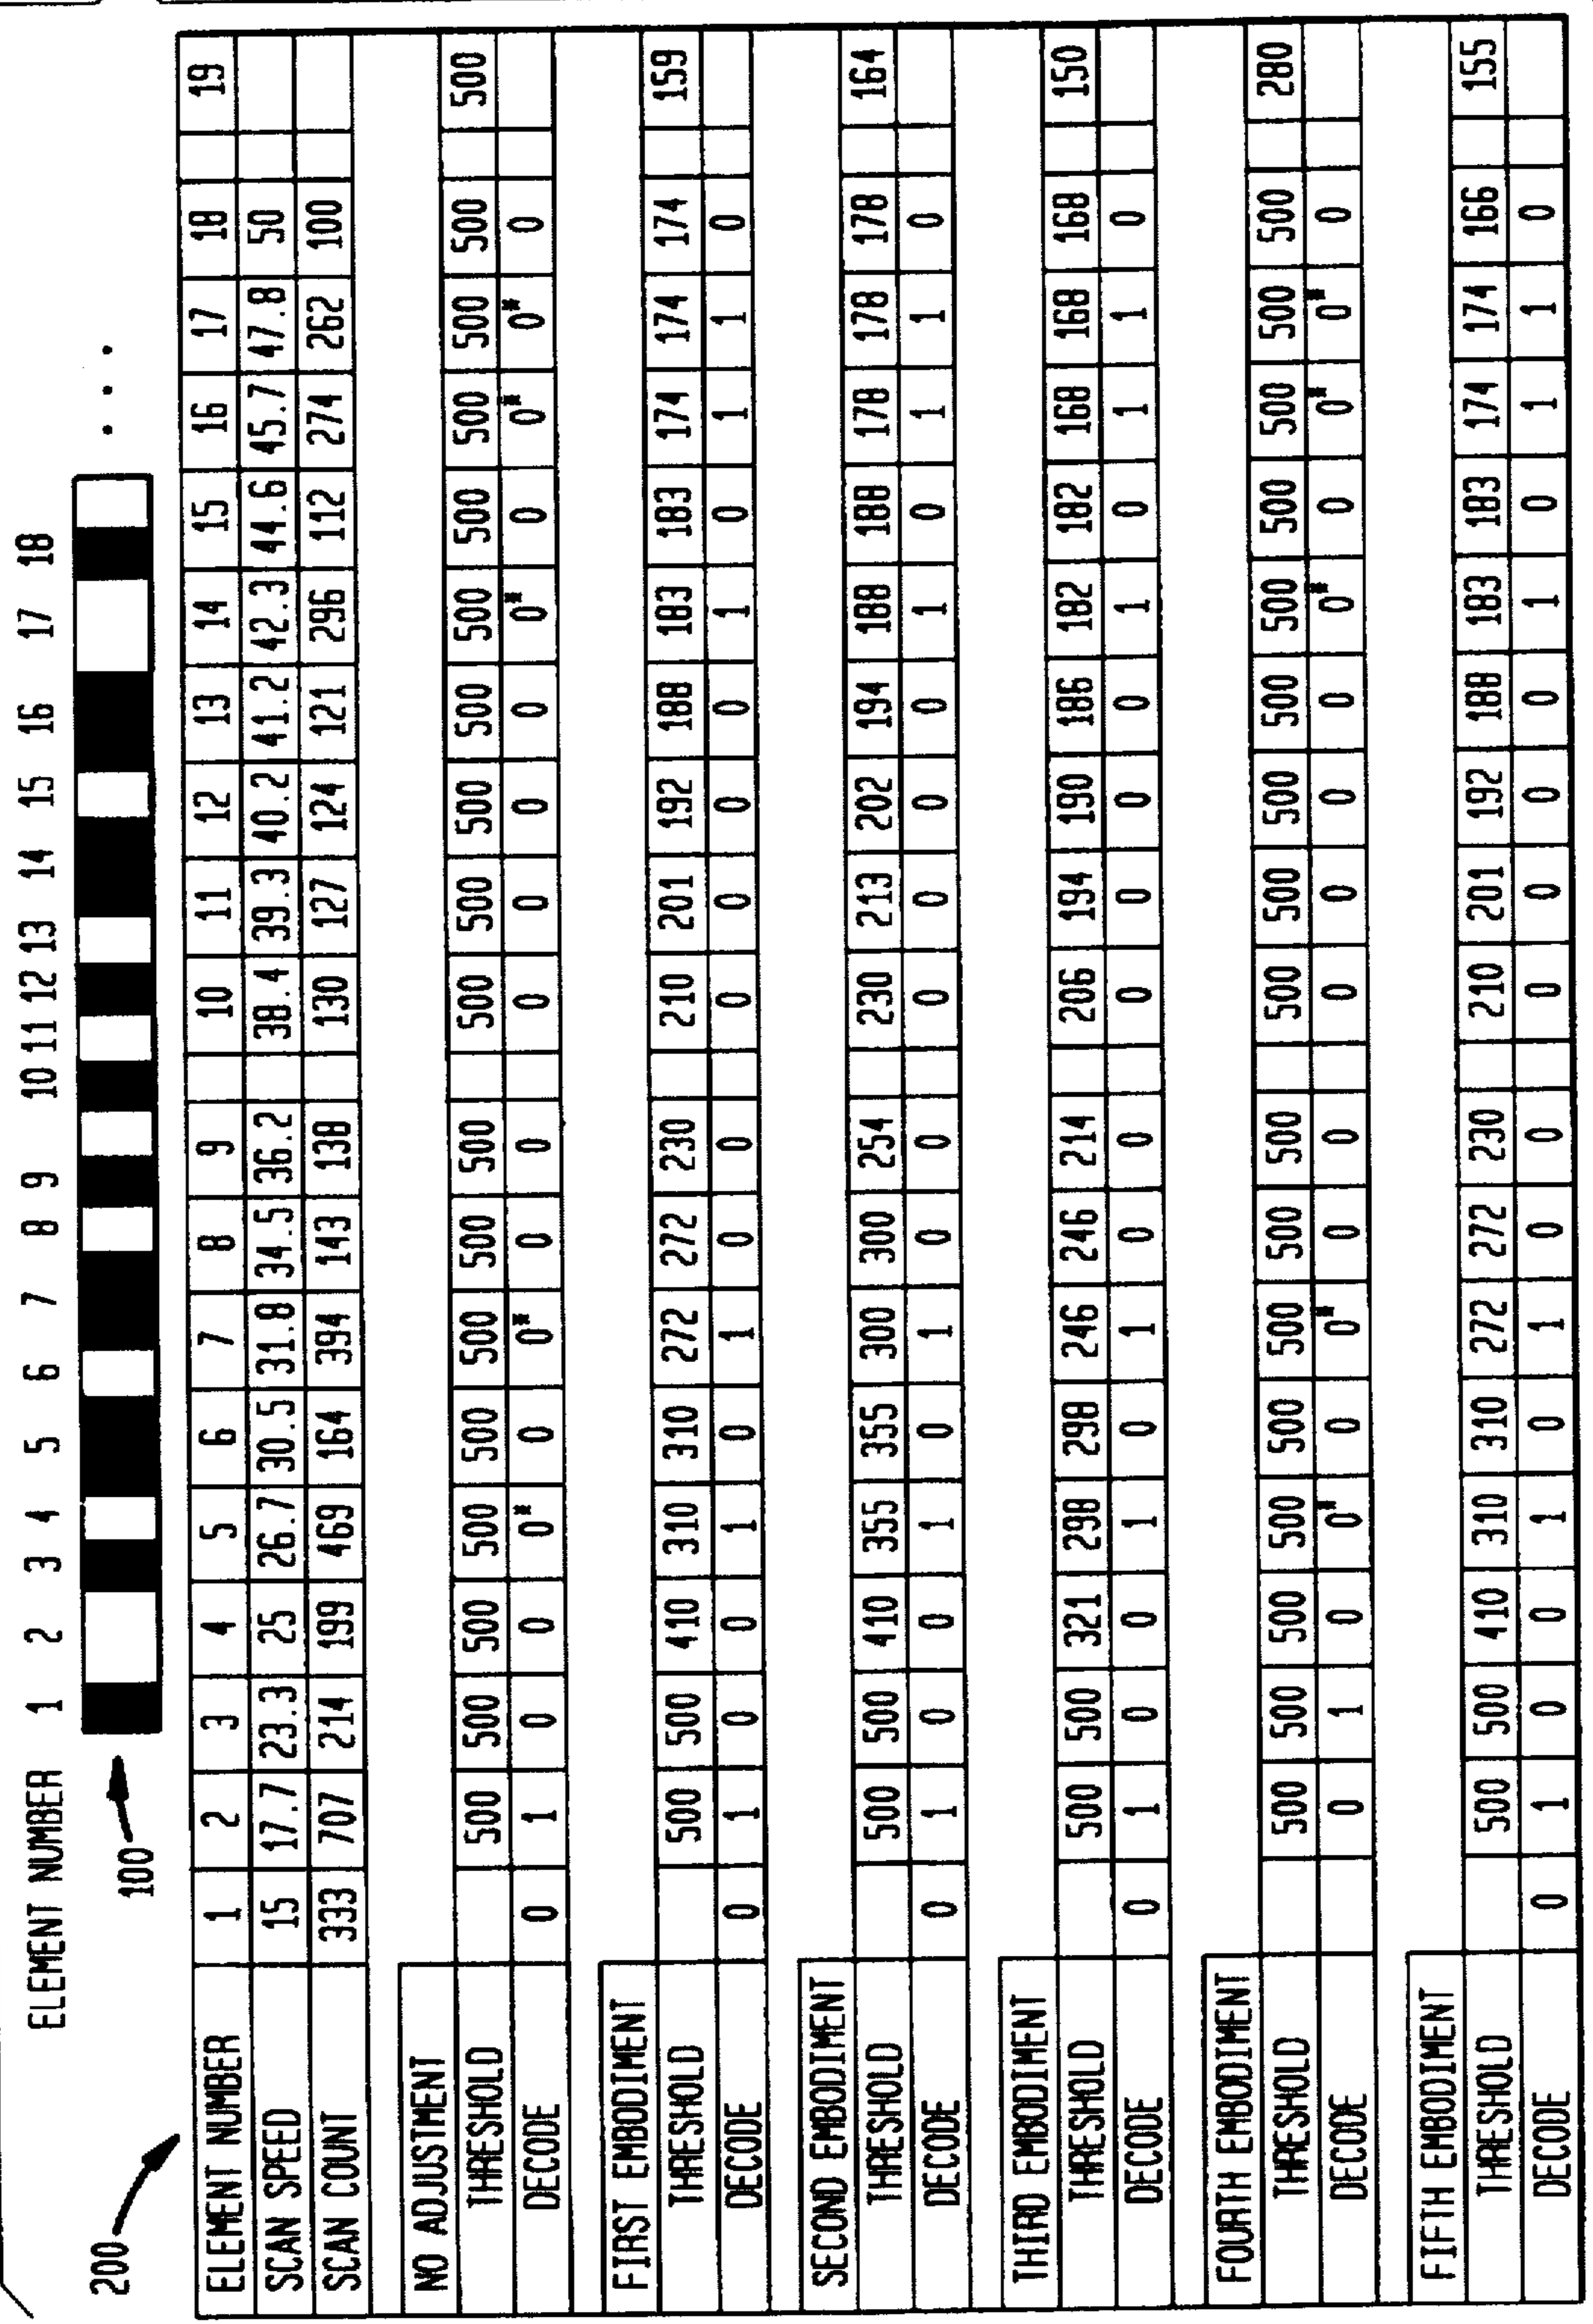 ELEMENT NUMBER 1 2 3 4 5 6 7 8 9 10 11 12 13 14 15 16 17 18
100
. . .
200
ELEMENT NUMBER 1 2 3 4 5 6 7 8 9 10 11 12 13 14 15 16 17 18 19
SCAN SPEED 15 17.7 23.3 25 26.7 30.5 31.8 34.5 36.2 38.4 39.3 40.2 41.2 42.3 44.6 45.7 47.8 50
SCAN COUNT 333 707 214 199 469 164 394 143 138 130 127 124 121 296 112 274 262 100
NO ADJUSTMENT
THRESHOLD 500 500 500 500 500 500 500 500 500 500 500 500 500 500 500 500 500 500
DECODE 0 1 0 0 0* 0 0* 0 0 0 0 0 0 0* 0 0* 0* 0
FIRST EMBODIMENT
THRESHOLD 500 500 410 310 310 272 272 230 210 201 192 188 183 183 174 174 174 159
DECODE 0 1 0 0 1 0 1 0 0 0 0 0 0 1 0 1 1 0
SECOND EMBODIMENT
THRESHOLD 500 500 410 355 355 300 300 254 230 213 202 194 188 188 178 178 178 164
DECODE 0 1 0 0 1 0 1 0 0 0 0 0 0 1 0 1 1 0
THIRD EMBODIMENT
THRESHOLD 500 500 321 298 298 246 246 214 206 194 190 186 182 182 168 168 168 150
DECODE 0 1 0 0 1 0 1 0 0 0 0 0 0 1 0 1 1 0
FOURTH EMBODIMENT
THRESHOLD 500 500 500 500 500 500 500 500 500 500 500 500 500 500 500 500 500 280
DECODE 0 1 0 0* 0 0* 0 0 0 0 0 0 0* 0 0* 0* 0
FIFTH EMBODIMENT
THRESHOLD 500 500 410 310 310 272 272 230 210 201 192 188 183 183 174 174 166 155
DECODE 0 1 0 0 1 0 1 0 0 0 0 0 0 1 0 1 1 0